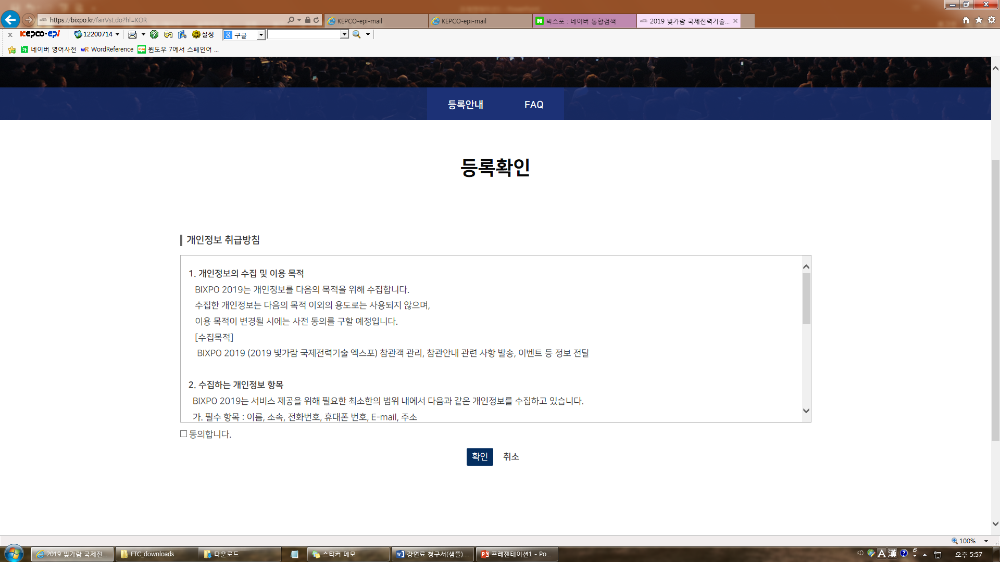 https://bixpo.kr/fairVst.do?hl=KOR
KEPCO-epi-mail
KEPCO-epi-mail
빅스포 : 네이버 통합검색
2019 빛가람 국제전력기술...
KEPCO·EPI
12200714
설정
구글
네이버 영어사전
WordReference
윈도우 7에서 스페인어 ...
등록안내
FAQ
등록확인
개인정보 취급방침
1. 개인정보의 수집 및 이용 목적
BIXPO 2019는 개인정보를 다음의 목적을 위해 수집합니다.
수집한 개인정보는 다음의 목적 이외의 용도로는 사용되지 않으며,
이용 목적이 변경될 시에는 사전 동의를 구할 예정입니다.
[수집목적]
BIXPO 2019 (2019 빛가람 국제전력기술 엑스포) 참관객 관리, 참관안내 관련 사항 발송, 이벤트 등 정보 전달
2. 수집하는 개인정보 항목
BIXPO 2019는 서비스 제공을 위해 필요한 최소한의 범위 내에서 다음과 같은 개인정보를 수집하고 있습니다.
가. 필수 항목 : 이름, 소속, 전화번호, 휴대폰 번호, E-mail, 주소
동의합니다.
확인
취소
100%
2019 빛가람 국제전...
FTC_downloads
다운로드
스티커 메모
강연료 청구서(샘플)....
프레젠테이션1 - Po...
KO
A
漢
오후 5:57